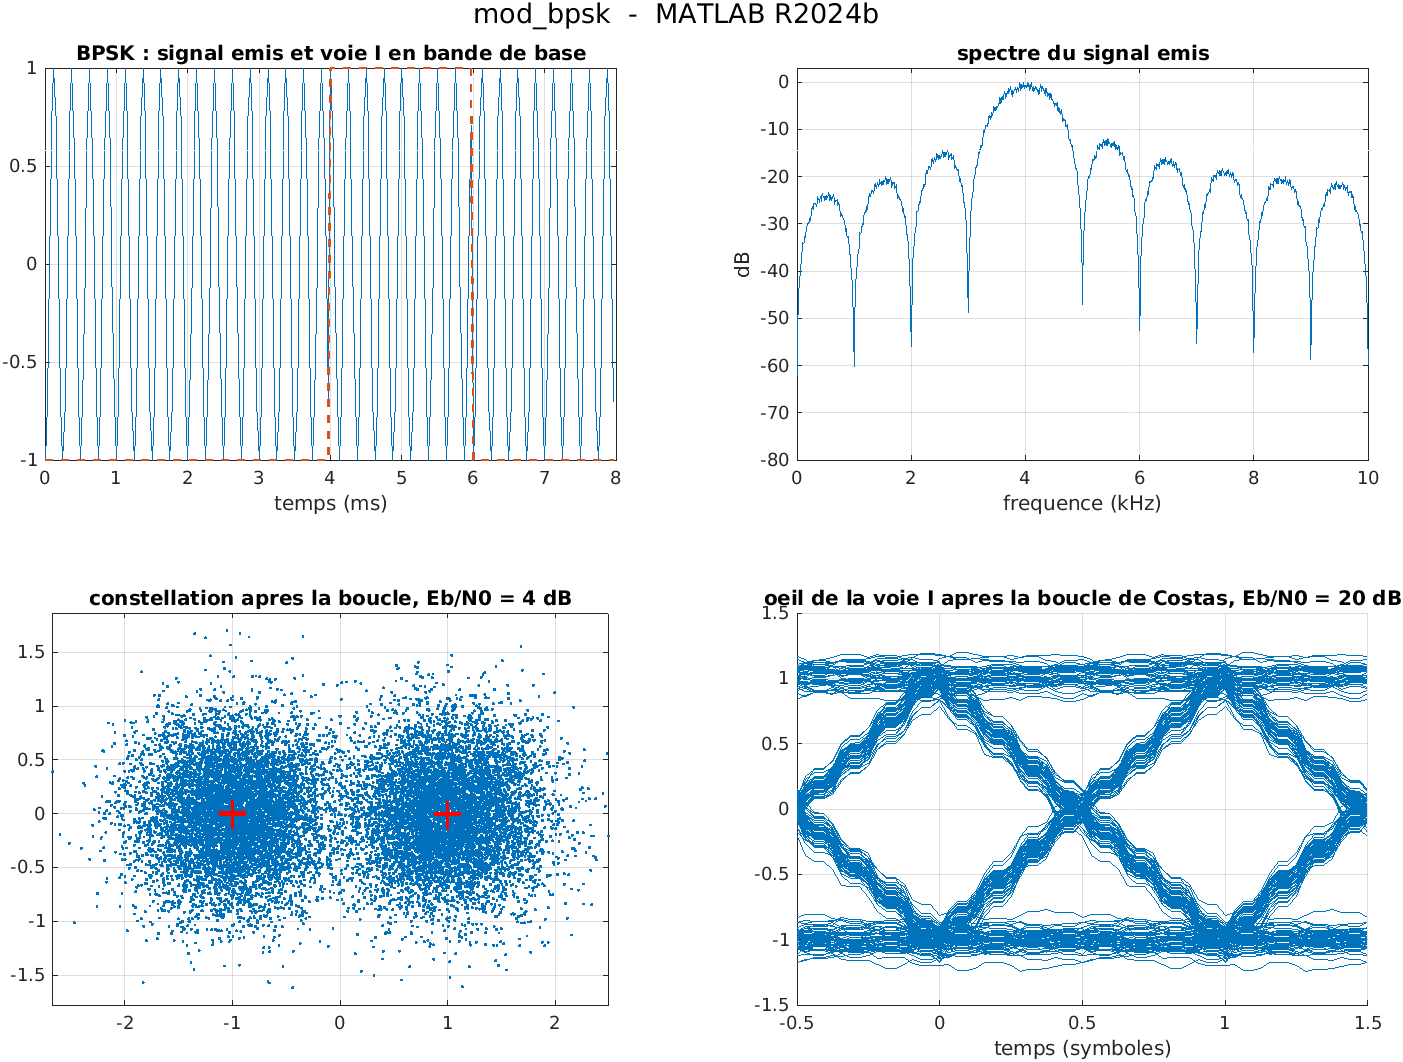 mod_bpsk - MATLAB R2024b
BPSK : signal emis et voie I en bande de base
1
0.5
0
-0.5
-1
0 1 2 3 4 5 6 7 8
temps (ms)
spectre du signal emis
0
-10
-20
-30
-40
-50
-60
-70
-80
dB
0 2 4 6 8 10
frequence (kHz)
constellation apres la boucle, Eb/N0 = 4 dB
1.5
1
0.5
0
-0.5
-1
-1.5
-2 -1 0 1 2
oeil de la voie I apres la boucle de Costas, Eb/N0 = 20 dB
1.5
1
0.5
0
-0.5
-1
-1.5
-0.5 0 0.5 1 1.5
temps (symboles)